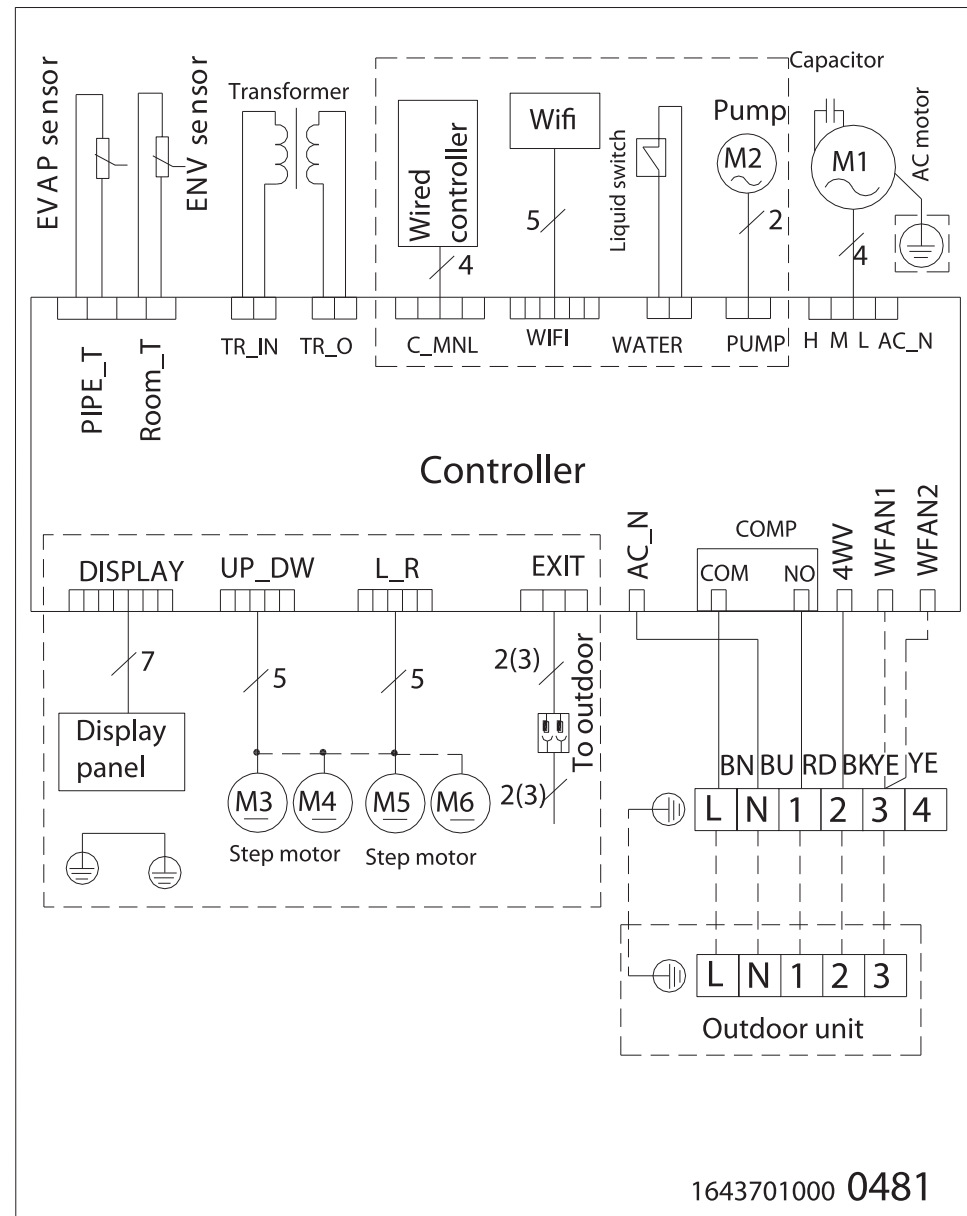 EVAP sensor
ENV sensor
Transformer
Wired
controller
4
Wifi
5
Liquid switch
Pump
M2
2
Capacitor
M1
4
AC motor
PIPE_T
Room_T
TR_IN
TR_O
C_MNL
WIFI
WATER
PUMP
H M L AC_N
Controller
DISPLAY
UP_DW
L_R
EXIT
AC_N
COMP
COM
NO
4WV
WFAN1
WFAN2
7
5
5
2(3)
To outdoor
2(3)
Display
panel
M3
M4
M5
M6
Step motor
Step motor
BN BU RD BK YE YE
L N 1 2 3 4
L N 1 2 3
Outdoor unit
1643701000 0481